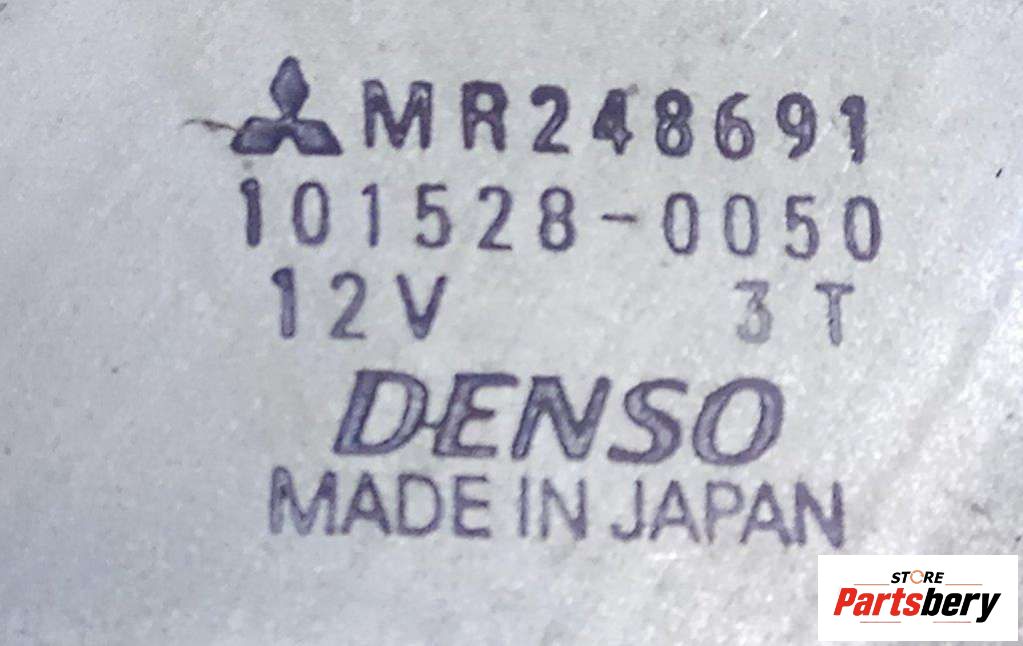 MR248691
101528-0050
12V 3T
DENSO
MADE IN JAPAN
STORE
Partsbery